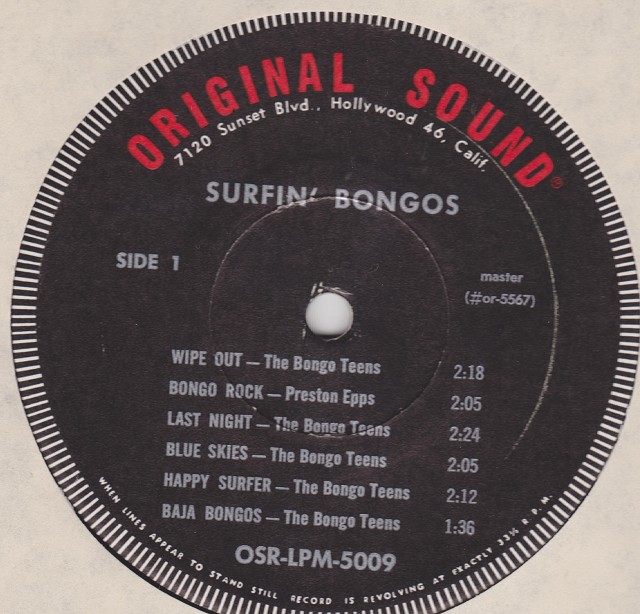 ORIGINAL SOUND®
7120 Sunset Blvd., Hollywood 46, Calif.
SURFIN' BONGOS
SIDE 1
master
(#or-5567)
WIPE OUT — The Bongo Teens 2:18
BONGO ROCK — Preston Epps 2:05
LAST NIGHT — The Bongo Teens 2:24
BLUE SKIES — The Bongo Teens 2:05
HAPPY SURFER — The Bongo Teens 2:12
BAJA BONGOS — The Bongo Teens 1:36
OSR-LPM-5009
WHEN LINES APPEAR TO STAND STILL RECORD IS REVOLVING AT EXACTLY 33⅓ R.P.M.